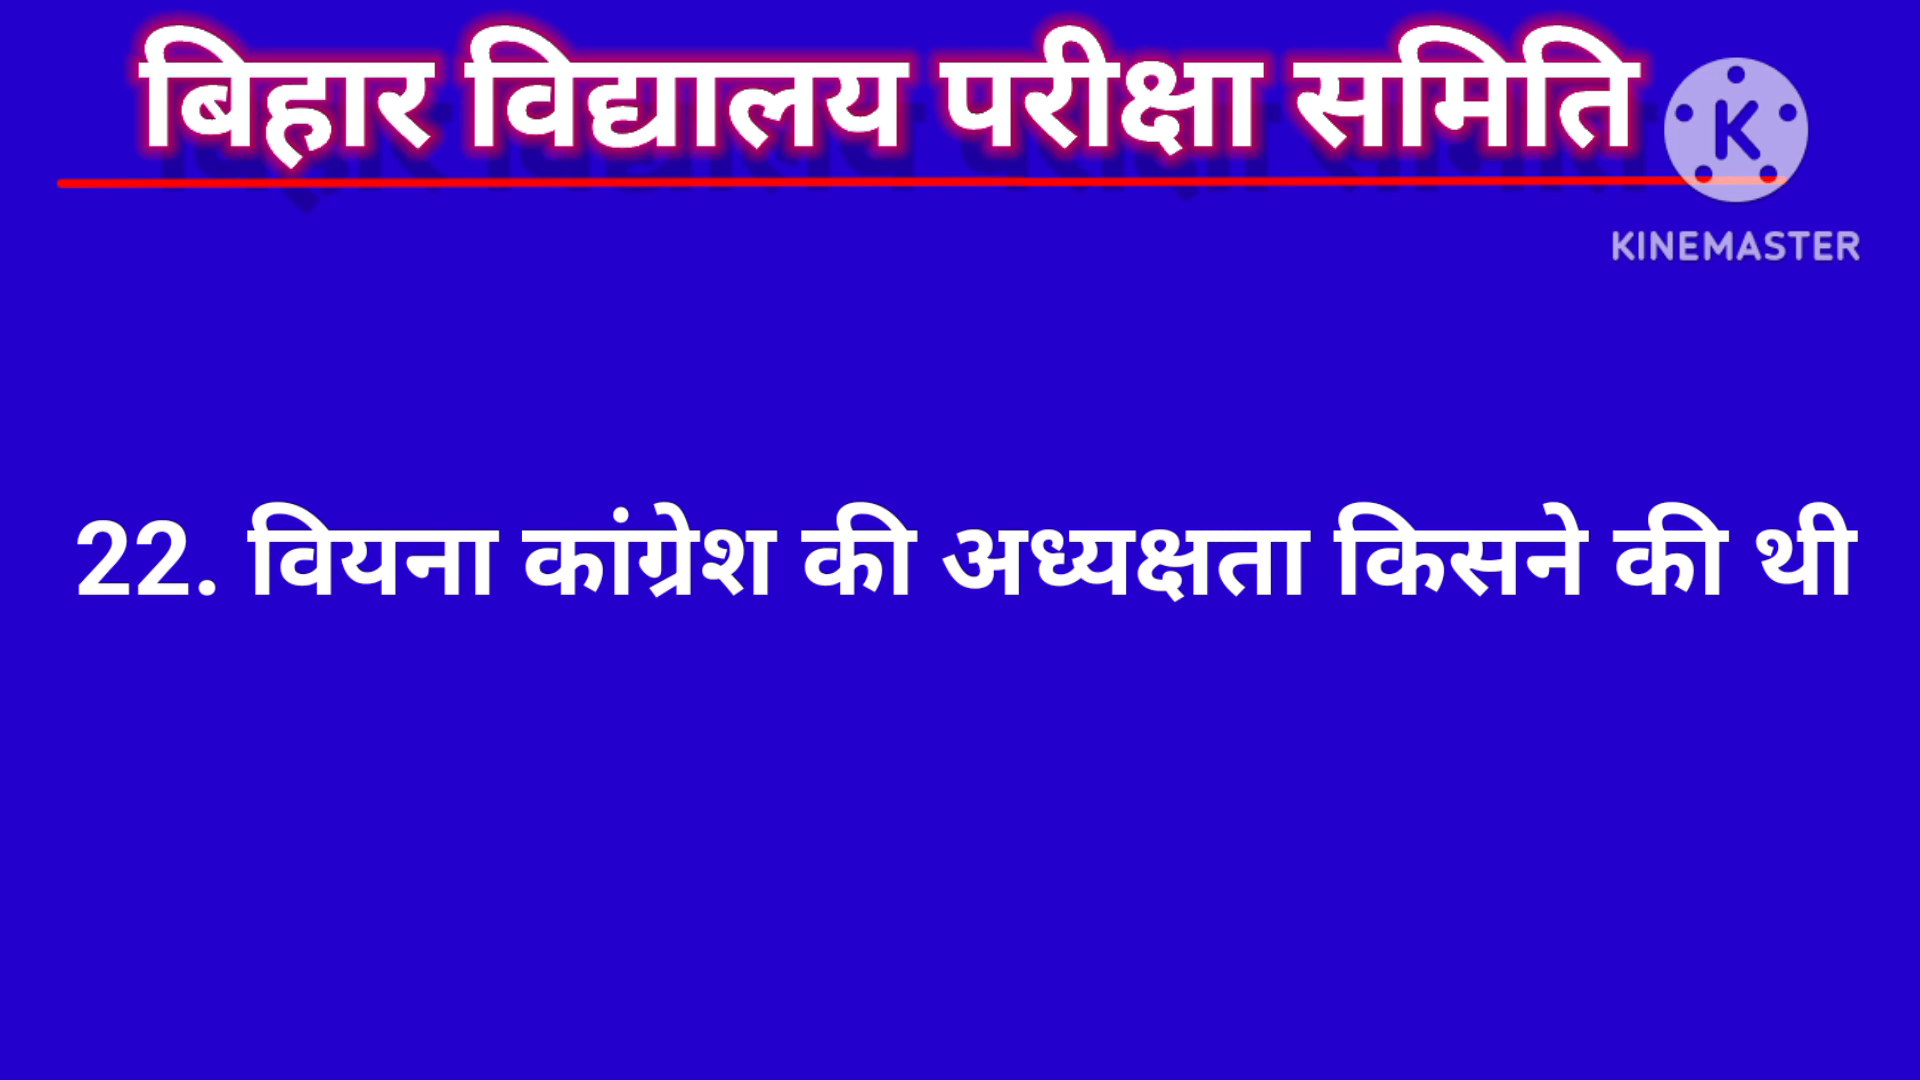 बिहार विद्यालय परीक्षा समिति
K
KINEMASTER
22. वियना कांग्रेश की अध्यक्षता किसने की थी